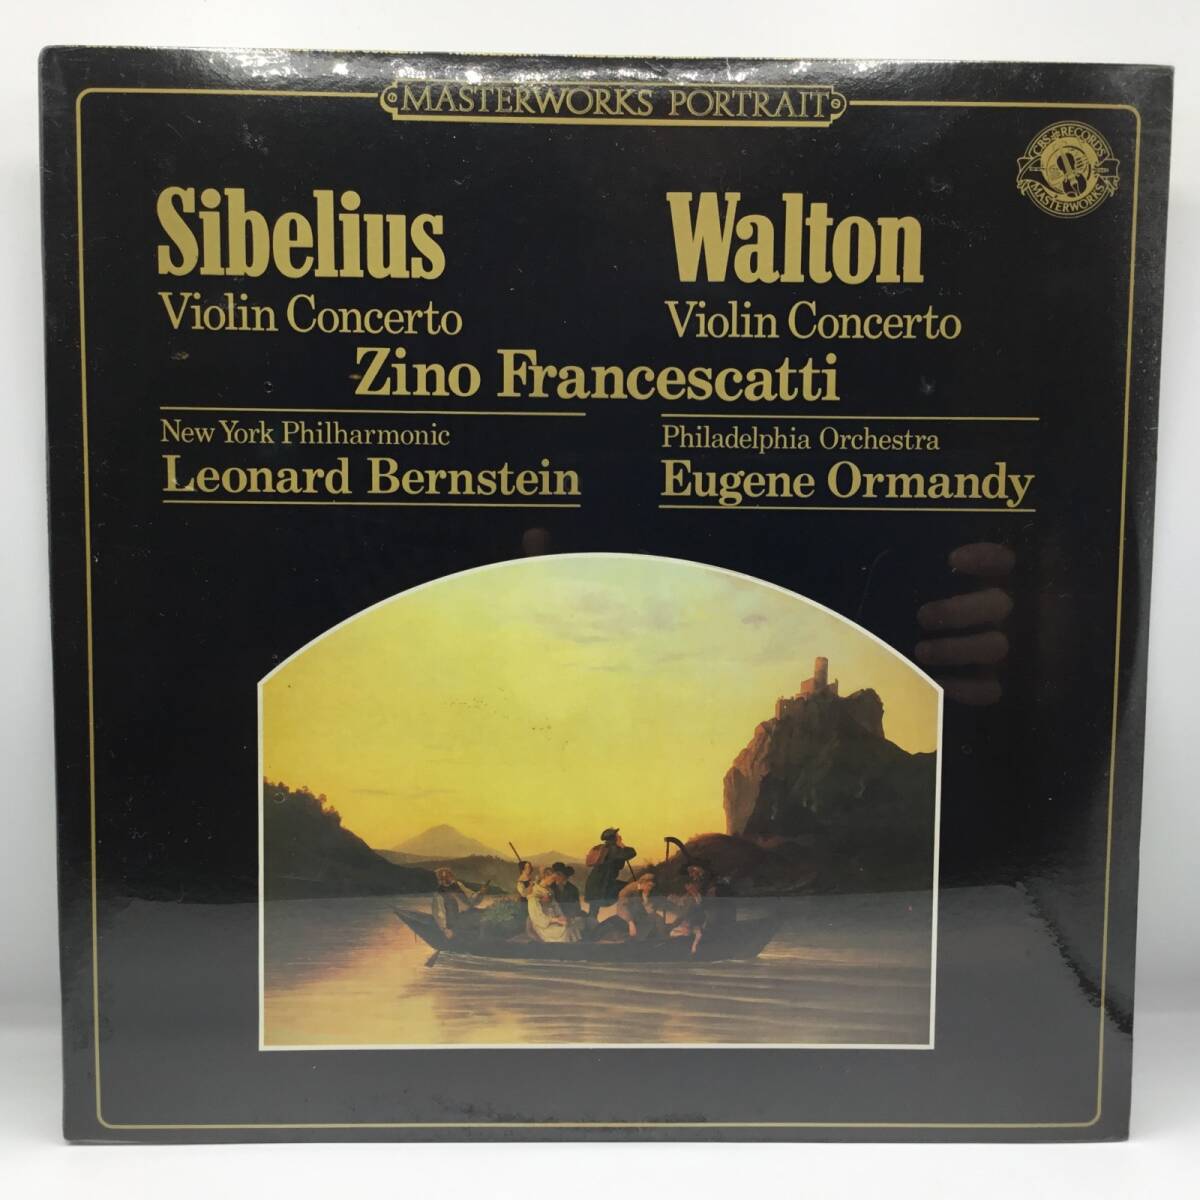 MASTERWORKS PORTRAIT
CBS RECORDS
MASTERWORKS
Sibelius
Violin Concerto
Walton
Violin Concerto
Zino Francescatti
New York Philharmonic
Leonard Bernstein
Philadelphia Orchestra
Eugene Ormandy